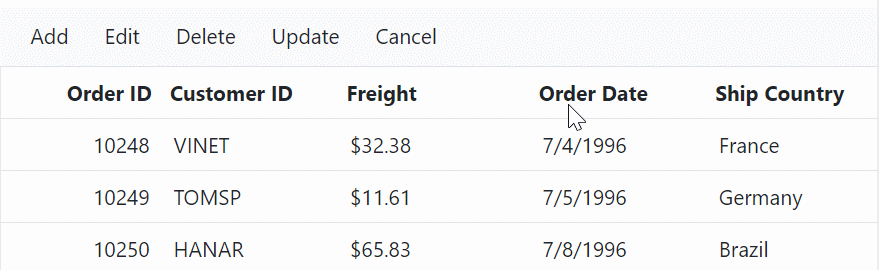 Add Edit Delete Update Cancel
Order ID Customer ID Freight Order Date Ship Country
10248 VINET $32.38 7/4/1996 France
10249 TOMSP $11.61 7/5/1996 Germany
10250 HANAR $65.83 7/8/1996 Brazil